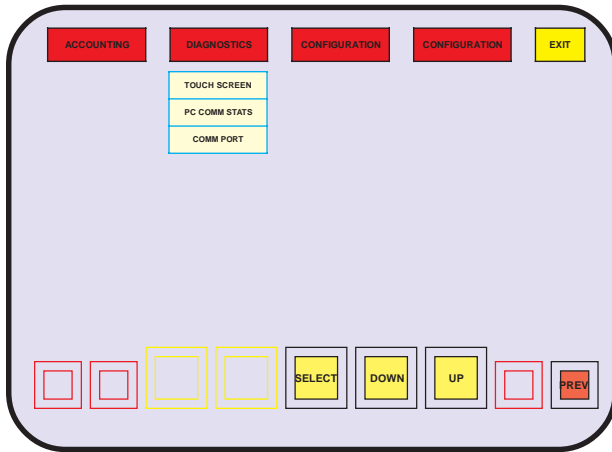 ACCOUNTING
DIAGNOSTICS
CONFIGURATION
CONFIGURATION
EXIT
TOUCH SCREEN
PC COMM STATS
COMM PORT
SELECT
DOWN
UP
PREV